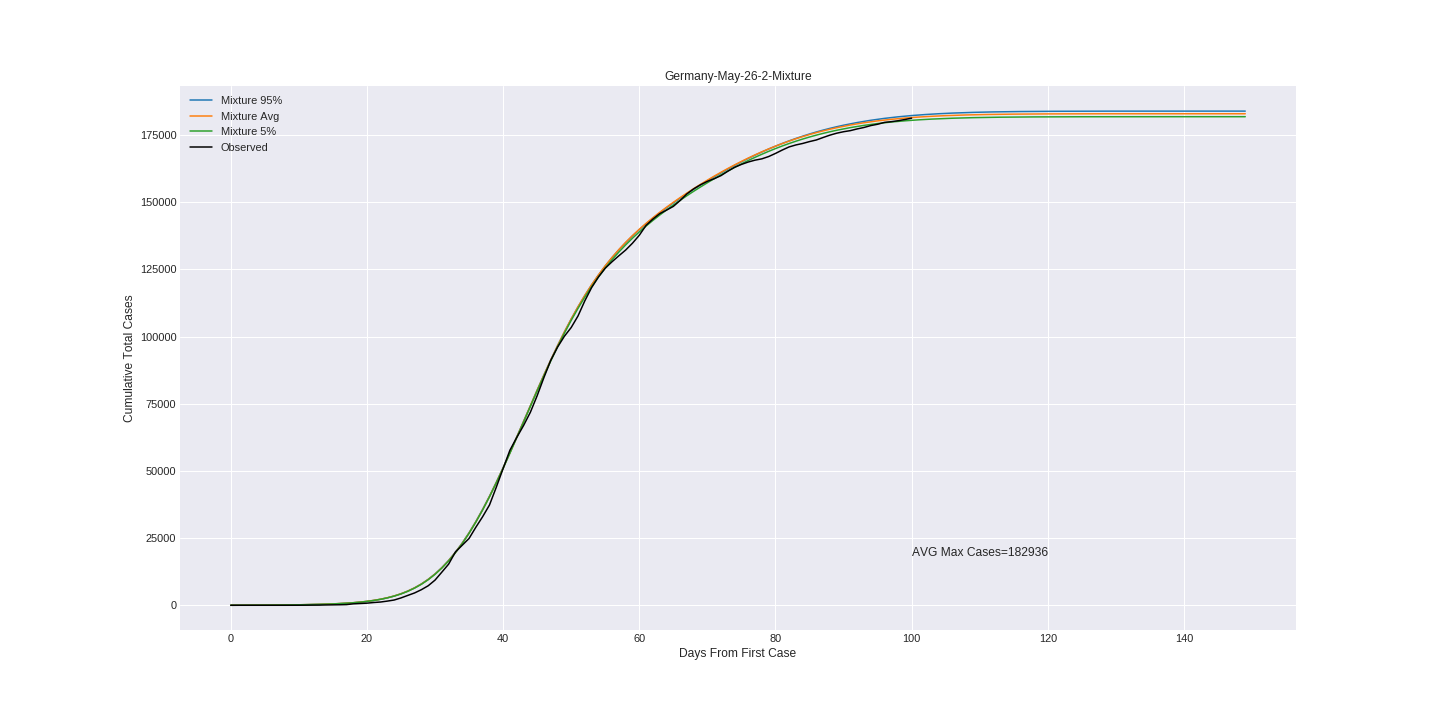 Germany-May-26-2-Mixture
Mixture 95%
Mixture Avg
Mixture 5%
Observed
Cumulative Total Cases
175000
150000
125000
100000
75000
50000
25000
0
AVG Max Cases=182936
0 20 40 60 80 100 120 140
Days From First Case